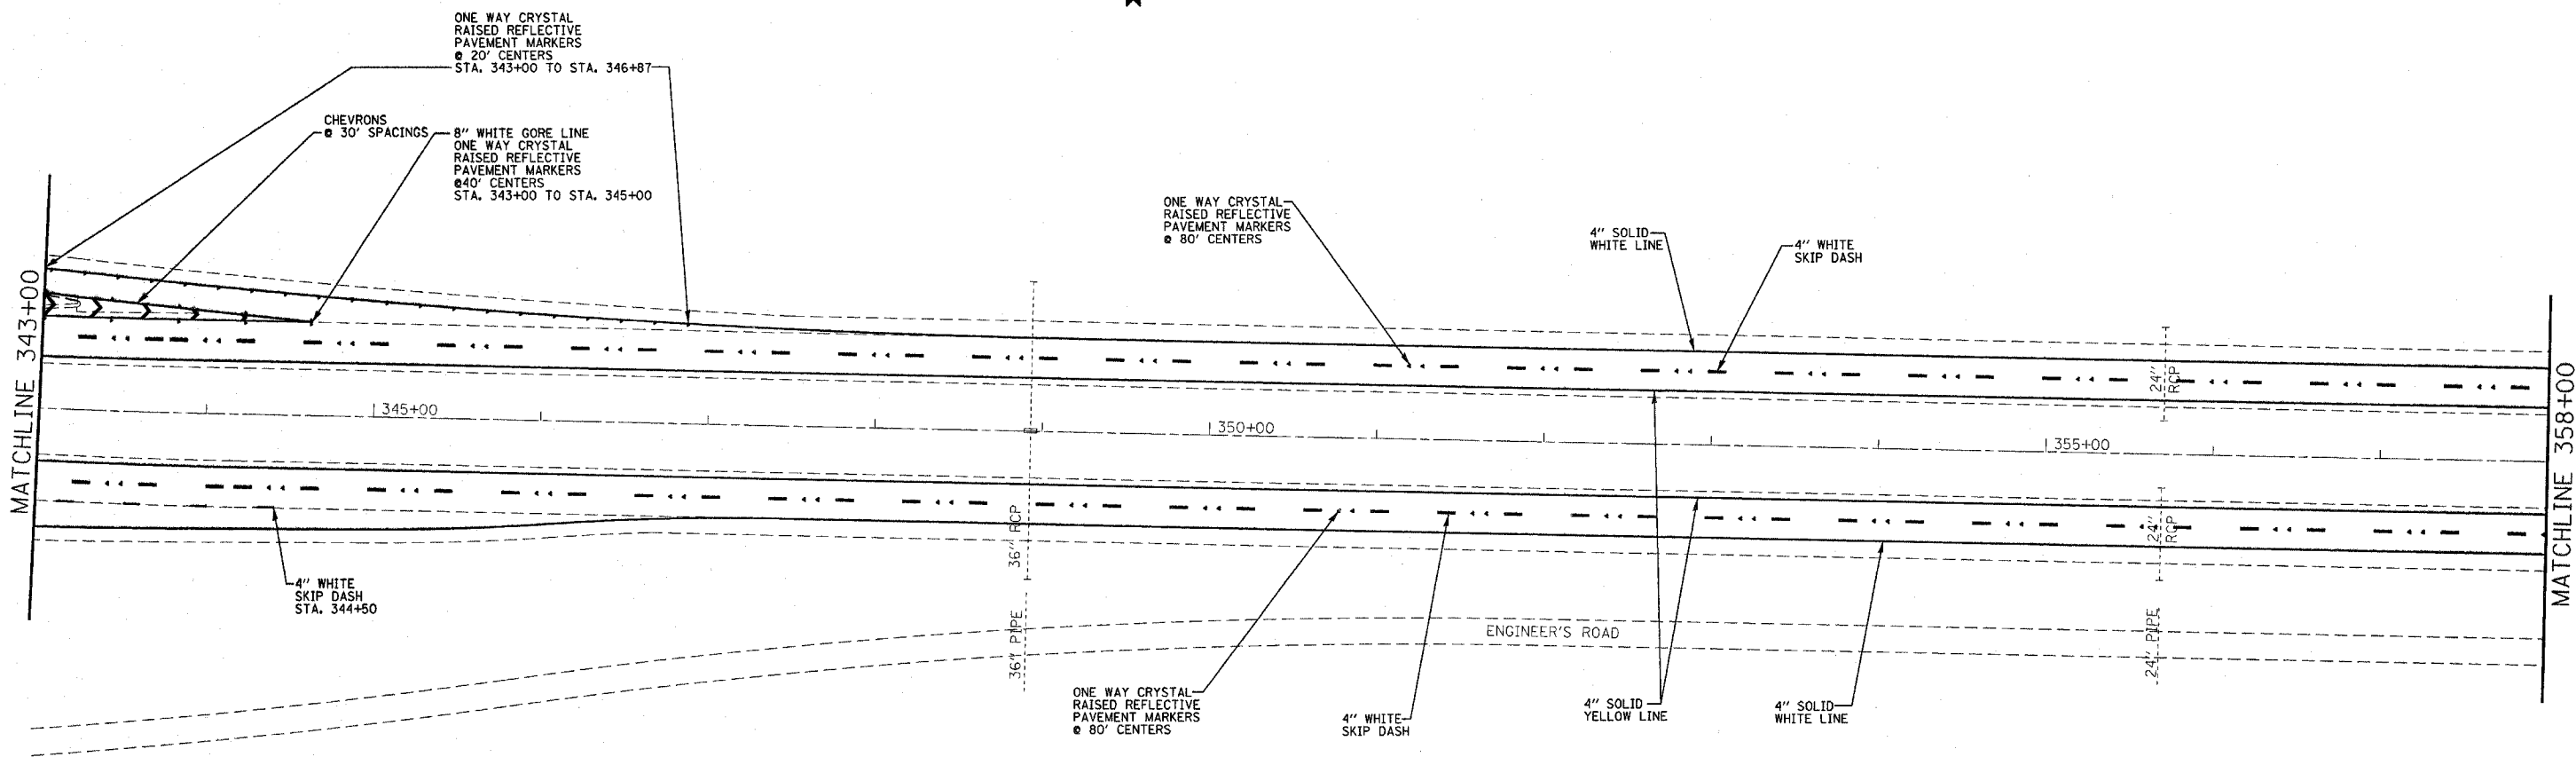 ONE WAY CRYSTAL
RAISED REFLECTIVE
PAVEMENT MARKERS
@ 20' CENTERS
STA. 343+00 TO STA. 346+87
CHEVRONS
@ 30' SPACINGS
8" WHITE GORE LINE
ONE WAY CRYSTAL
RAISED REFLECTIVE
PAVEMENT MARKERS
@40' CENTERS
STA. 343+00 TO STA. 345+00
ONE WAY CRYSTAL
RAISED REFLECTIVE
PAVEMENT MARKERS
@ 80' CENTERS
4" SOLID
WHITE LINE
4" WHITE
SKIP DASH
MATCHLINE 343+00
345+00
350+00
355+00
24"
RCP
MATCHLINE 358+00
36" RCP
24"
RCP
4" WHITE
SKIP DASH
STA. 344+50
36" PIPE
ENGINEER'S ROAD
24" PIPE
ONE WAY CRYSTAL
RAISED REFLECTIVE
PAVEMENT MARKERS
@ 80' CENTERS
4" WHITE
SKIP DASH
4" SOLID
YELLOW LINE
4" SOLID
WHITE LINE